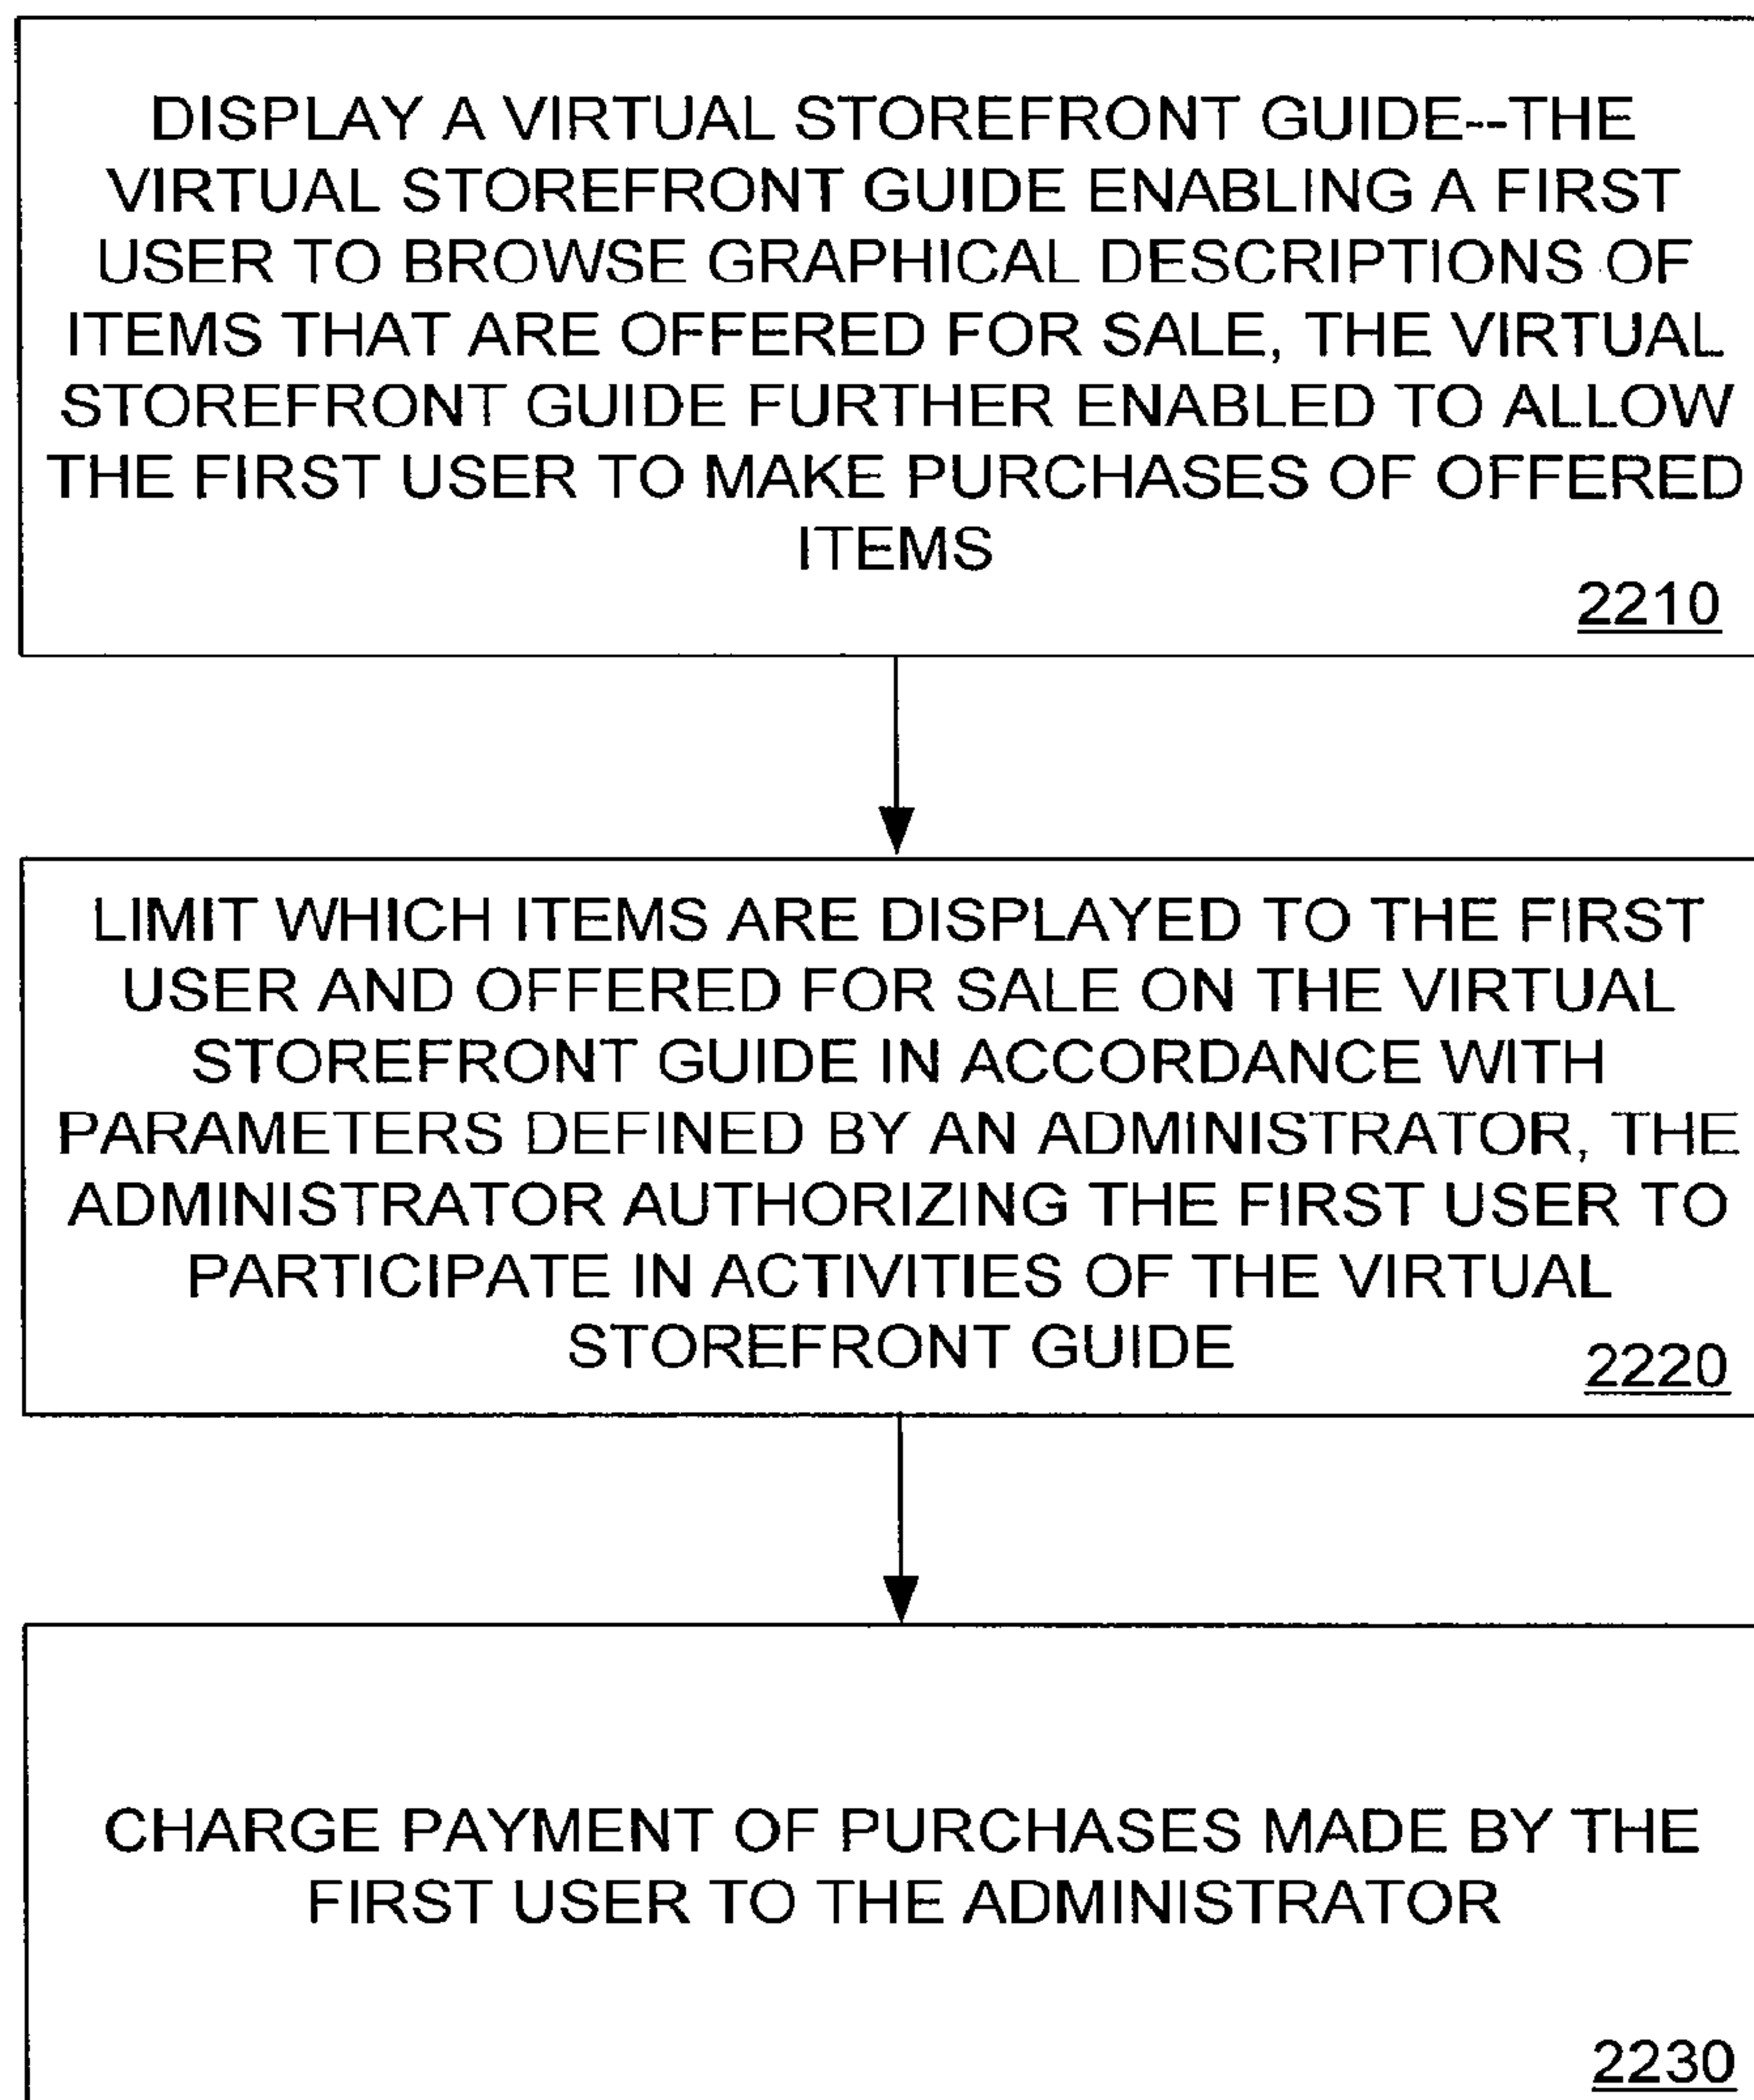 DISPLAY A VIRTUAL STOREFRONT GUIDE--THE
VIRTUAL STOREFRONT GUIDE ENABLING A FIRST
USER TO BROWSE GRAPHICAL DESCRIPTIONS OF
ITEMS THAT ARE OFFERED FOR SALE, THE VIRTUAL
STOREFRONT GUIDE FURTHER ENABLED TO ALLOW
THE FIRST USER TO MAKE PURCHASES OF OFFERED
ITEMS
2210
LIMIT WHICH ITEMS ARE DISPLAYED TO THE FIRST
USER AND OFFERED FOR SALE ON THE VIRTUAL
STOREFRONT GUIDE IN ACCORDANCE WITH
PARAMETERS DEFINED BY AN ADMINISTRATOR, THE
ADMINISTRATOR AUTHORIZING THE FIRST USER TO
PARTICIPATE IN ACTIVITIES OF THE VIRTUAL
STOREFRONT GUIDE
2220
CHARGE PAYMENT OF PURCHASES MADE BY THE
FIRST USER TO THE ADMINISTRATOR
2230